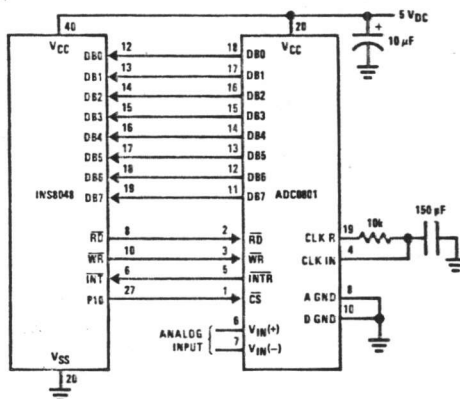 5 VDC
40
20
10 µF
VCC
VCC
DB0 12 18 DB0
DB1 13 17 DB1
DB2 14 16 DB2
DB3 15 15 DB3
DB4 16 14 DB4
DB5 17 13 DB5
DB6 18 12 DB6
DB7 19 11 DB7
INS8048
ADC0801
150 pF
10k
RD 8 2 RD
CLK R 19
WR 10 3 WR
CLK IN 4
INT 6 5 INTR
P10 27 1 CS
A GND 8
D GND 10
ANALOG
INPUT
6 VIN(+)
7 VIN(−)
VSS
20